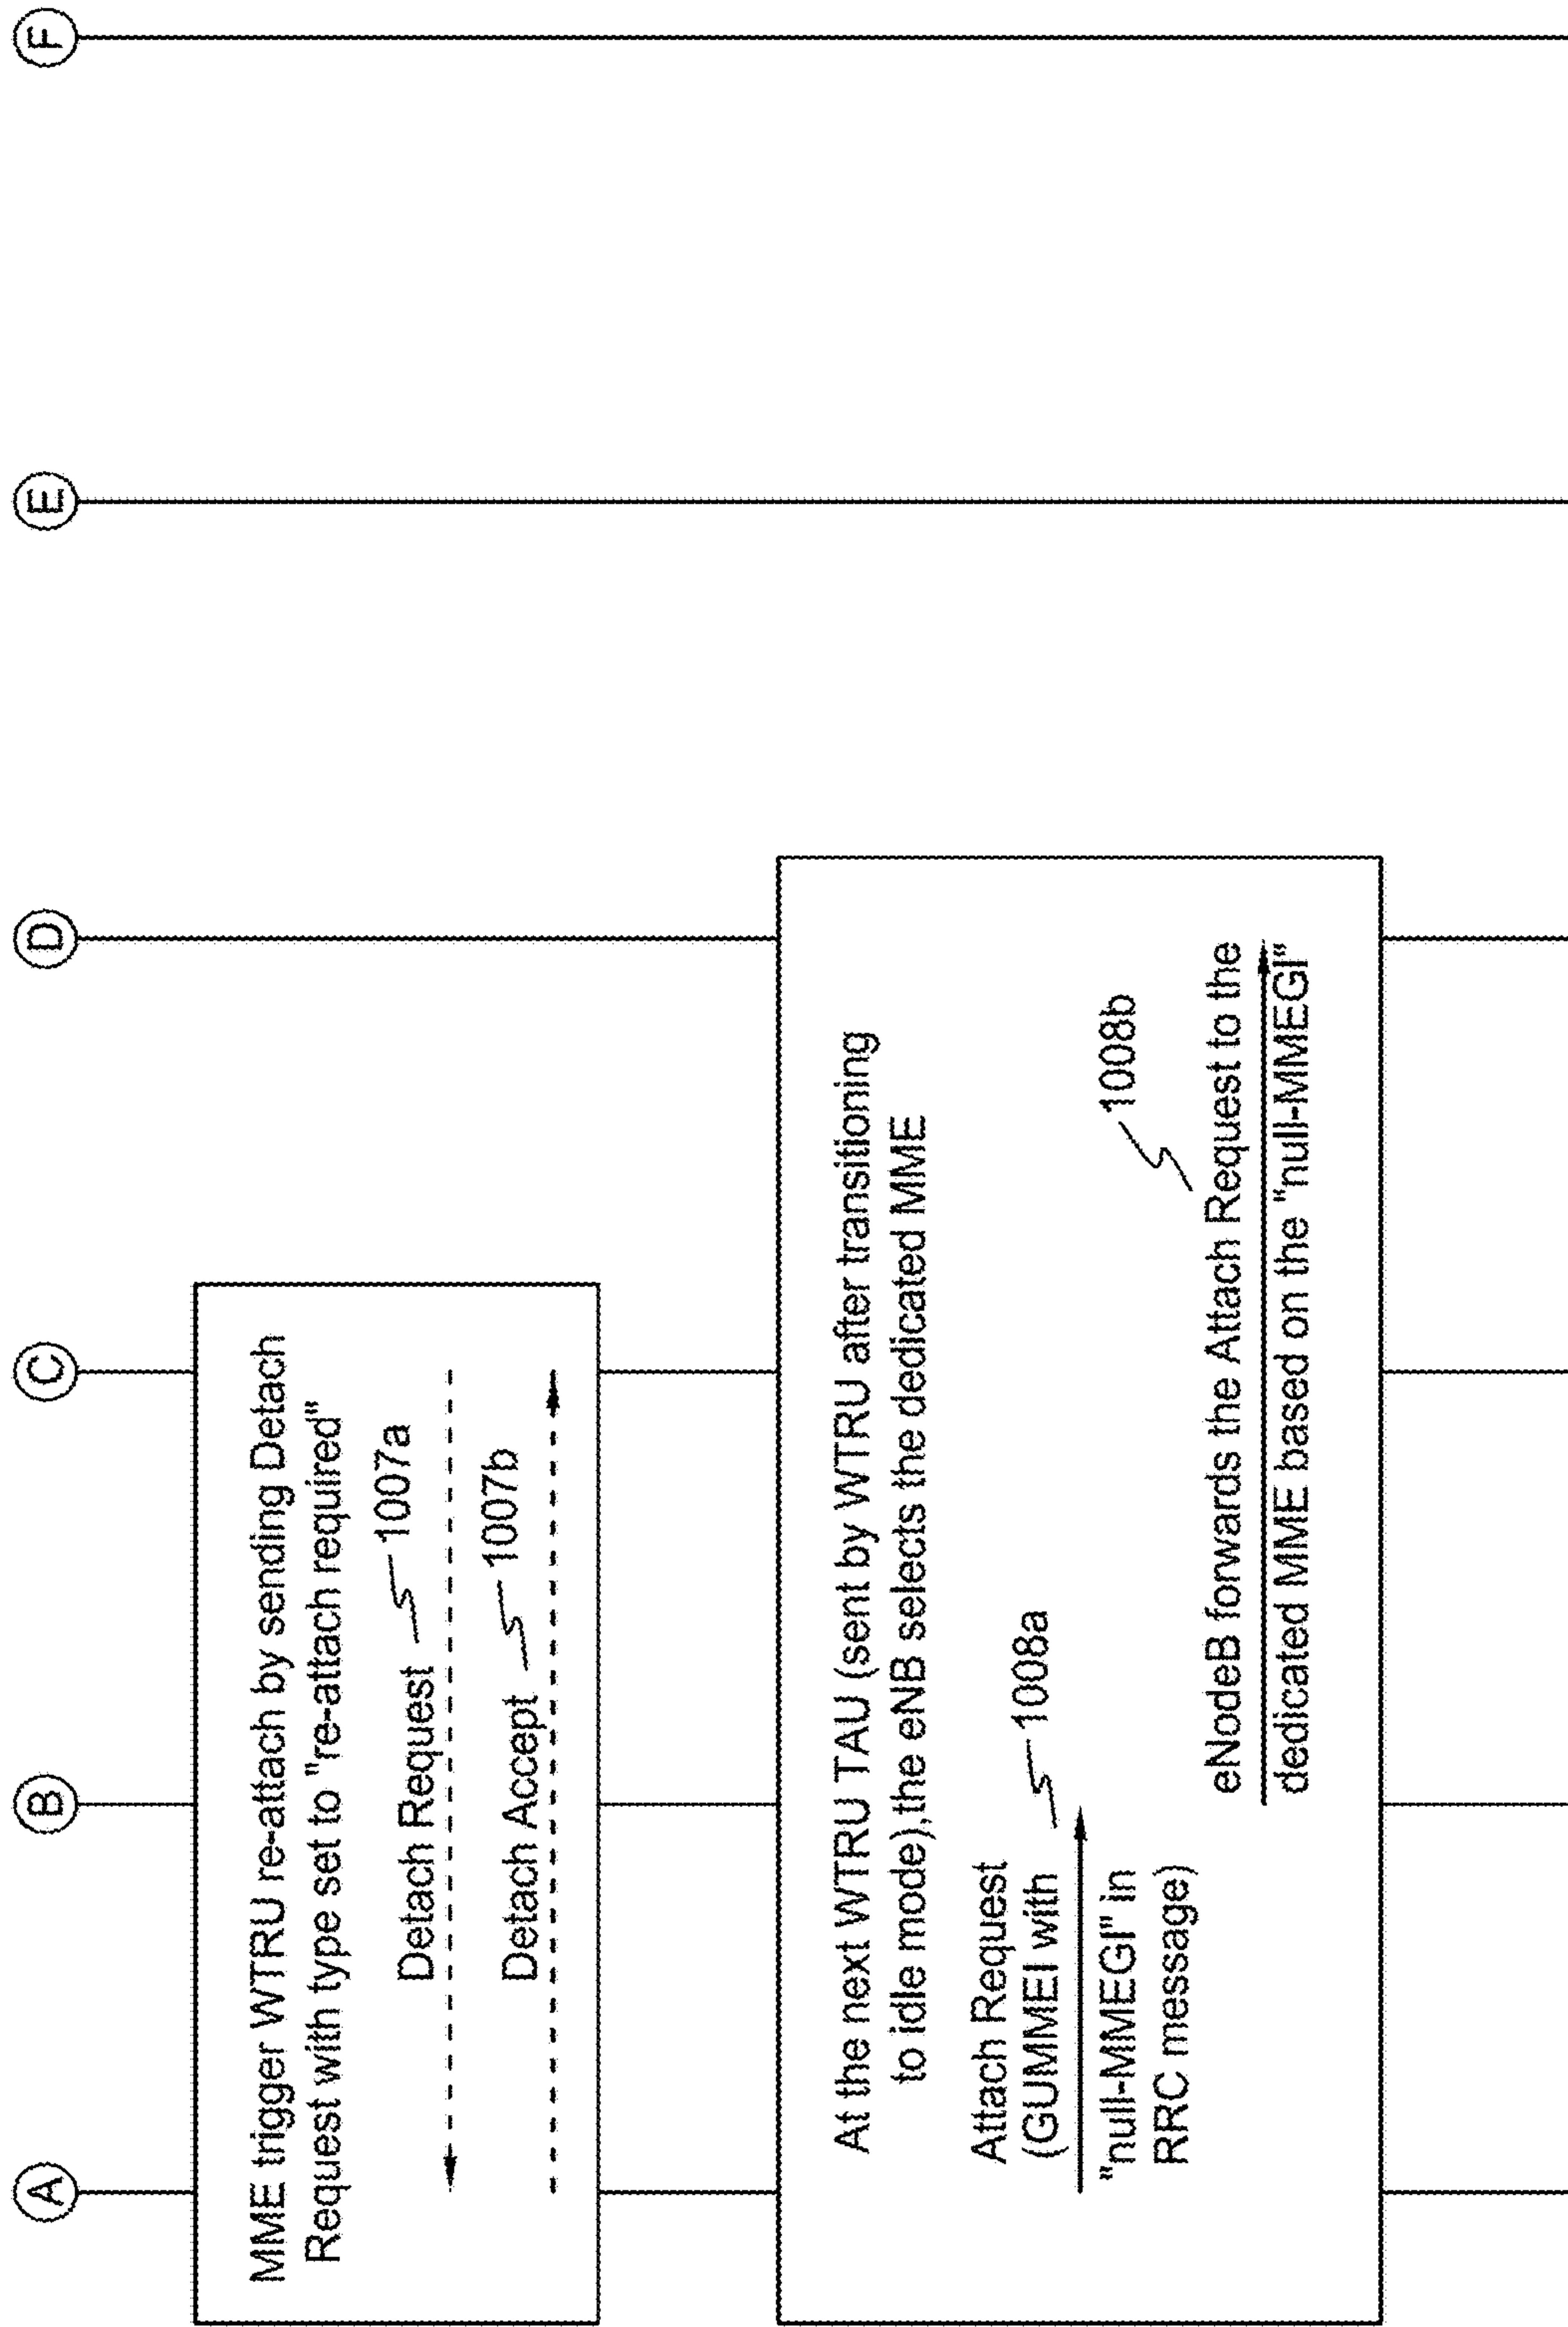 A
B
C
D
E
F
MME trigger WTRU re-attach by sending Detach
Request with type set to "re-attach required"
Detach Request
1007a
Detach Accept
1007b
At the next WTRU TAU (sent by WTRU after transitioning
to idle mode),the eNB selects the dedicated MME
Attach Request
(GUMMEI with
1008a
"null-MMEGI" in
RRC message)
1008b
eNodeB forwards the Attach Request to the
dedicated MME based on the "null-MMEGI"